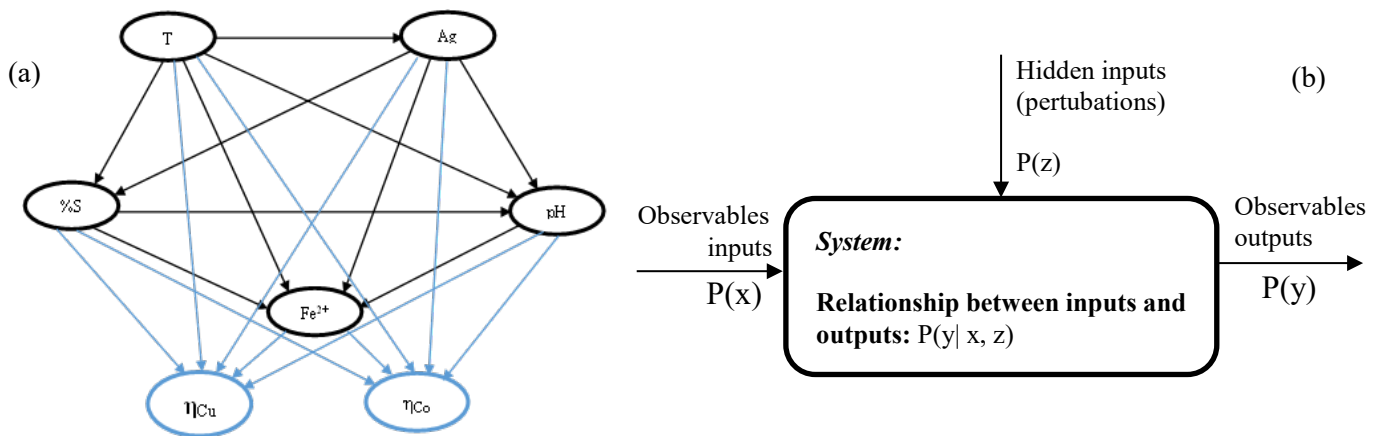 (a)
T
Ag
%S
pH
Fe²⁺
ηCu
ηCo
(b)
Hidden inputs
(pertubations)
P(z)
Observables
inputs
P(x)
System:
Relationship between inputs and
outputs: P(y| x, z)
Observables
outputs
P(y)